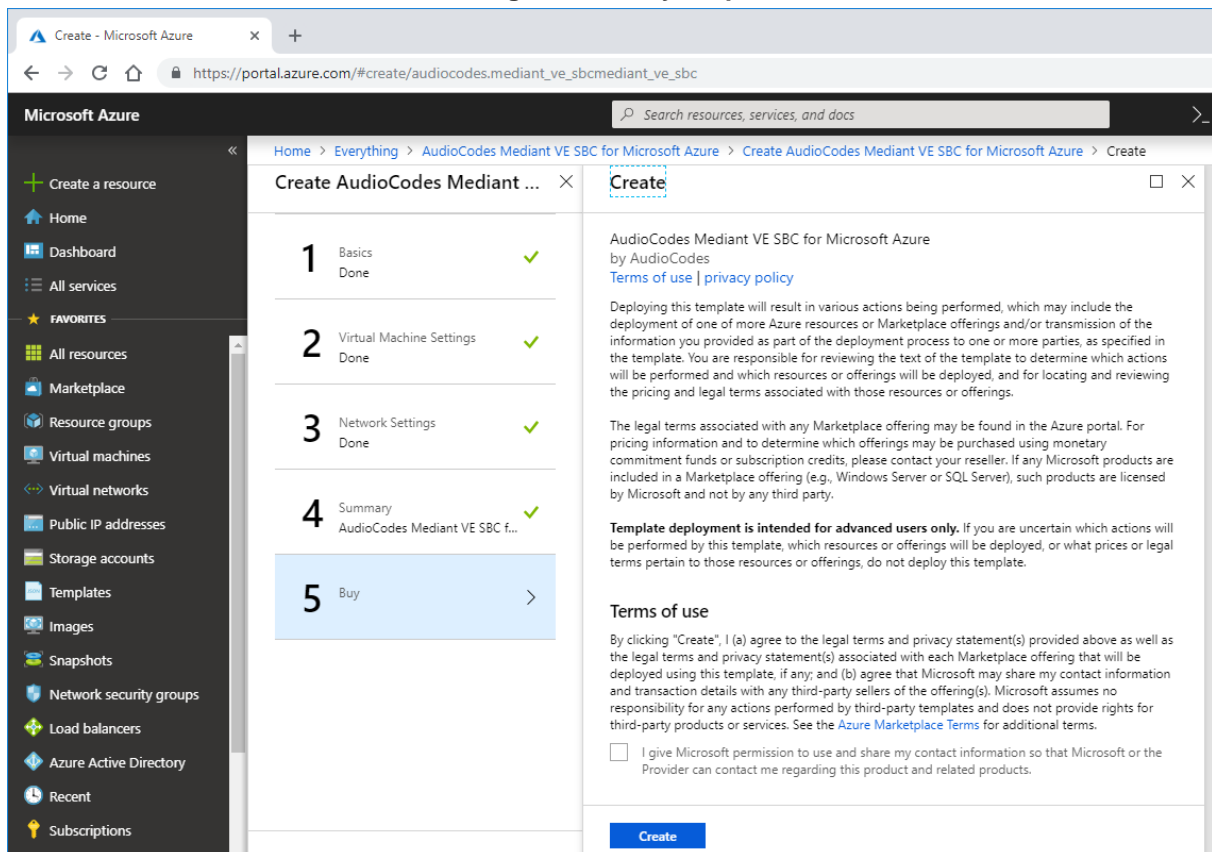 Create - Microsoft Azure
https://portal.azure.com/#create/audiocodes.mediant_ve_sbcmediant_ve_sbc
Microsoft Azure
Search resources, services, and docs
Home > Everything > AudioCodes Mediant VE SBC for Microsoft Azure > Create AudioCodes Mediant VE SBC for Microsoft Azure > Create
Create a resource
Home
Dashboard
All services
FAVORITES
All resources
Marketplace
Resource groups
Virtual machines
Virtual networks
Public IP addresses
Storage accounts
Templates
Images
Snapshots
Network security groups
Load balancers
Azure Active Directory
Recent
Subscriptions
Create AudioCodes Mediant ...
1 Basics
Done
2 Virtual Machine Settings
Done
3 Network Settings
Done
4 Summary
AudioCodes Mediant VE SBC f...
5 Buy
Create
AudioCodes Mediant VE SBC for Microsoft Azure
by AudioCodes
Terms of use | privacy policy
Deploying this template will result in various actions being performed, which may include the
deployment of one of more Azure resources or Marketplace offerings and/or transmission of the
information you provided as part of the deployment process to one or more parties, as specified in
the template. You are responsible for reviewing the text of the template to determine which actions
will be performed and which resources or offerings will be deployed, and for locating and reviewing
the pricing and legal terms associated with those resources or offerings.
The legal terms associated with any Marketplace offering may be found in the Azure portal. For
pricing information and to determine which offerings may be purchased using monetary
commitment funds or subscription credits, please contact your reseller. If any Microsoft products are
included in a Marketplace offering (e.g., Windows Server or SQL Server), such products are licensed
by Microsoft and not by any third party.
Template deployment is intended for advanced users only. If you are uncertain which actions will
be performed by this template, which resources or offerings will be deployed, or what prices or legal
terms pertain to those resources or offerings, do not deploy this template.
Terms of use
By clicking "Create", I (a) agree to the legal terms and privacy statement(s) provided above as well as
the legal terms and privacy statement(s) associated with each Marketplace offering that will be
deployed using this template, if any; and (b) agree that Microsoft may share my contact information
and transaction details with any third-party sellers of the offering(s). Microsoft assumes no
responsibility for any actions performed by third-party templates and does not provide rights for
third-party products or services. See the Azure Marketplace Terms for additional terms.
I give Microsoft permission to use and share my contact information so that Microsoft or the
Provider can contact me regarding this product and related products.
Create